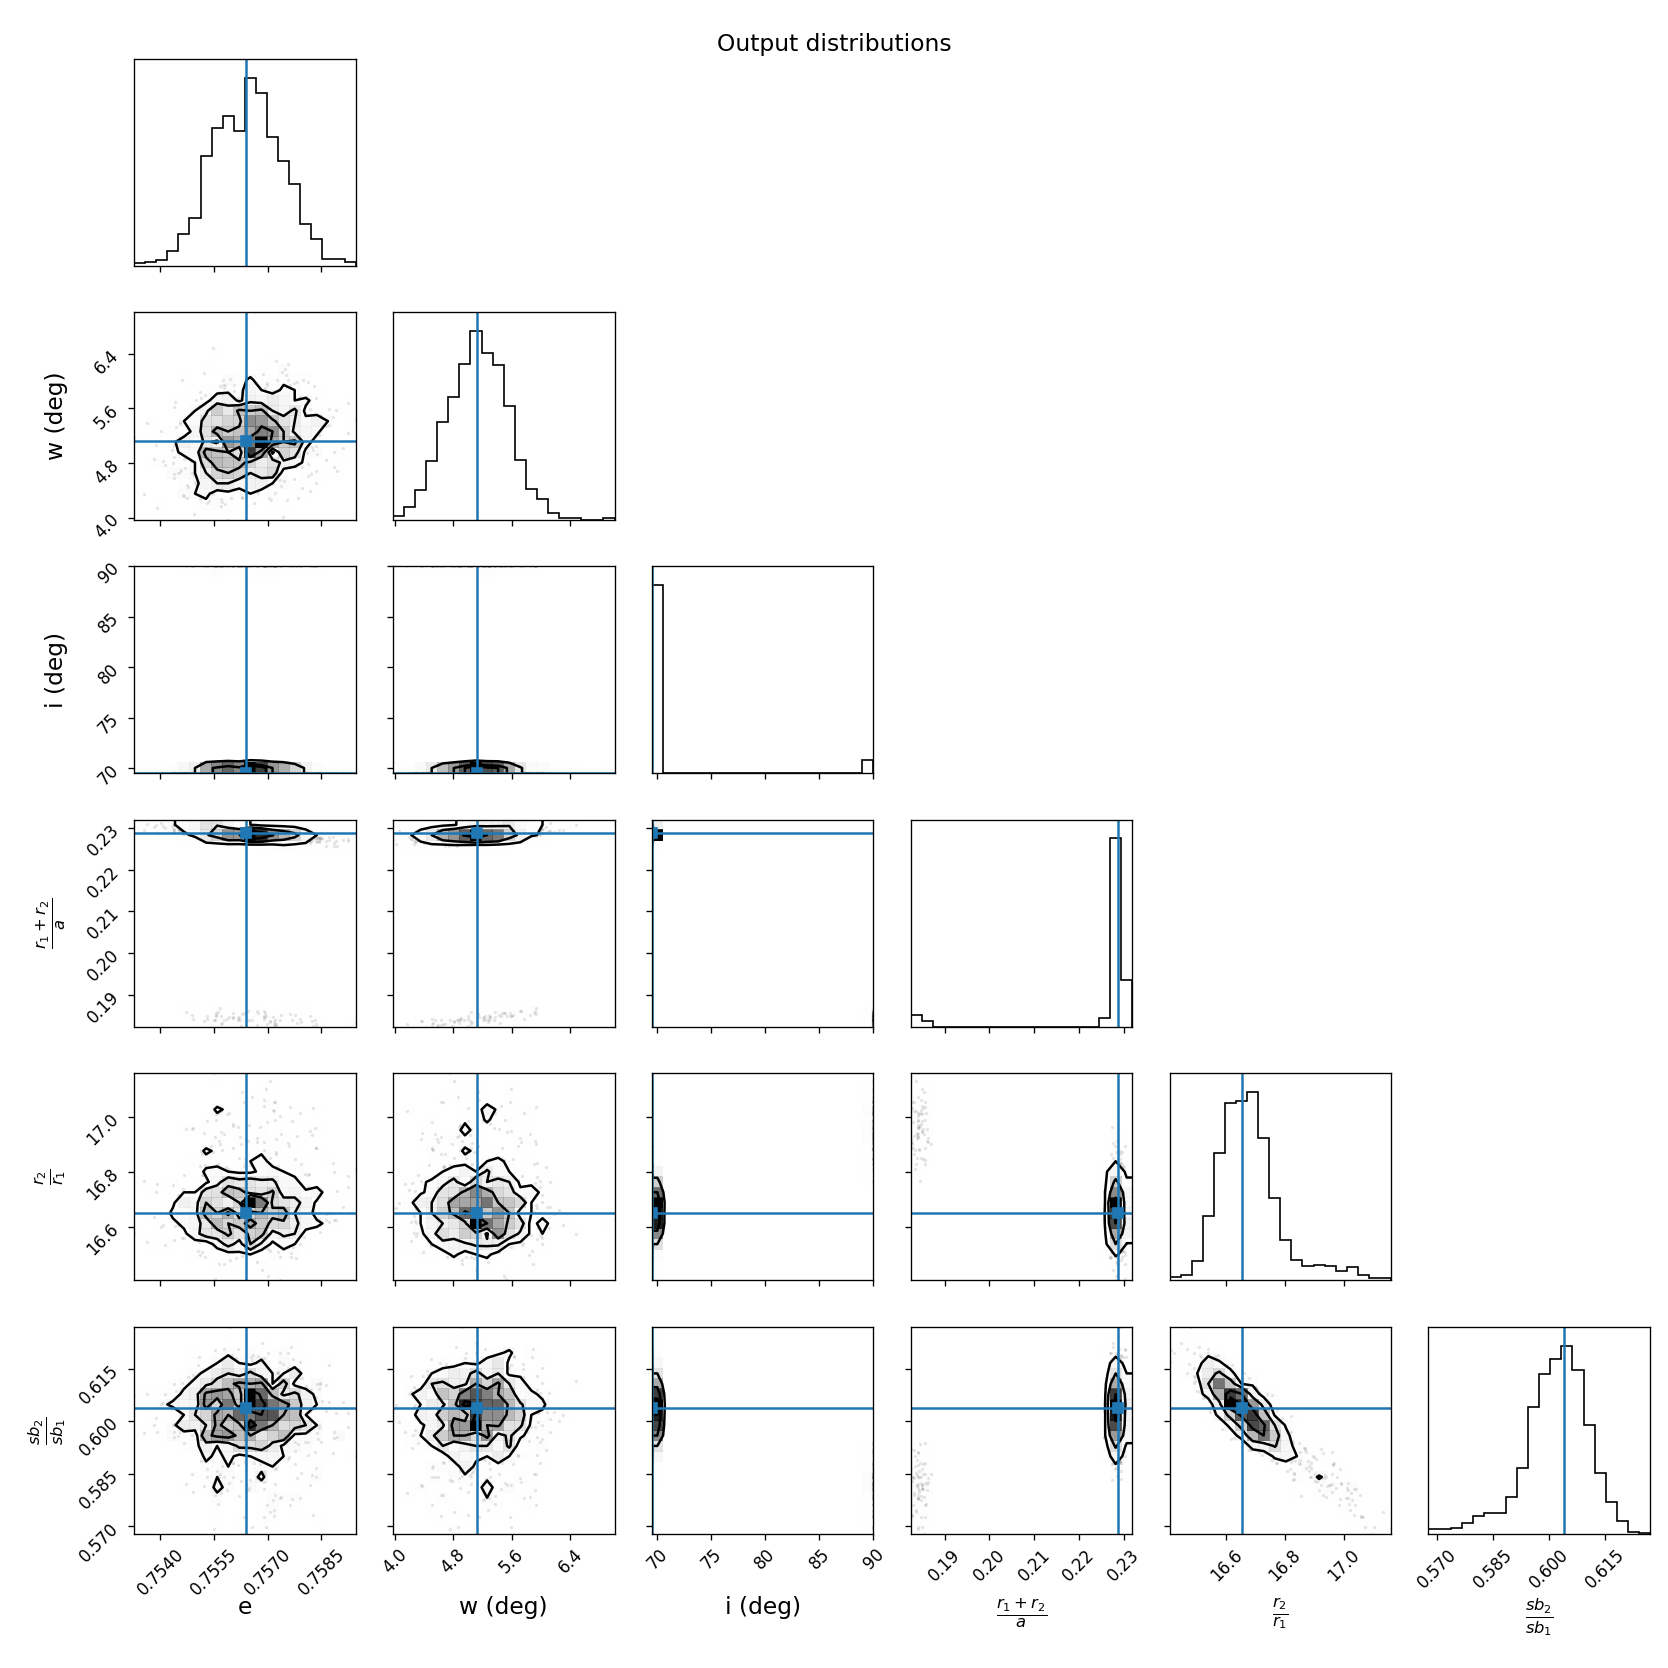 Output distributions
6.4
5.6
4.8
4.0
w (deg)
90
85
80
75
70
i (deg)
0.23
0.22
0.21
0.20
0.19
r₁ + r₂
a
17.0
16.8
16.6
r₂
r₁
0.615
0.600
0.585
0.570
sb₂
sb₁
0.7540 0.7555 0.7570 0.7585 4.0 4.8 5.6 6.4 70 75 80 85 90 0.19 0.20 0.21 0.22 0.23 16.6 16.8 17.0 0.570 0.585 0.600 0.615
e w (deg) i (deg)
r₁ + r₂
a
r₂
r₁
sb₂
sb₁